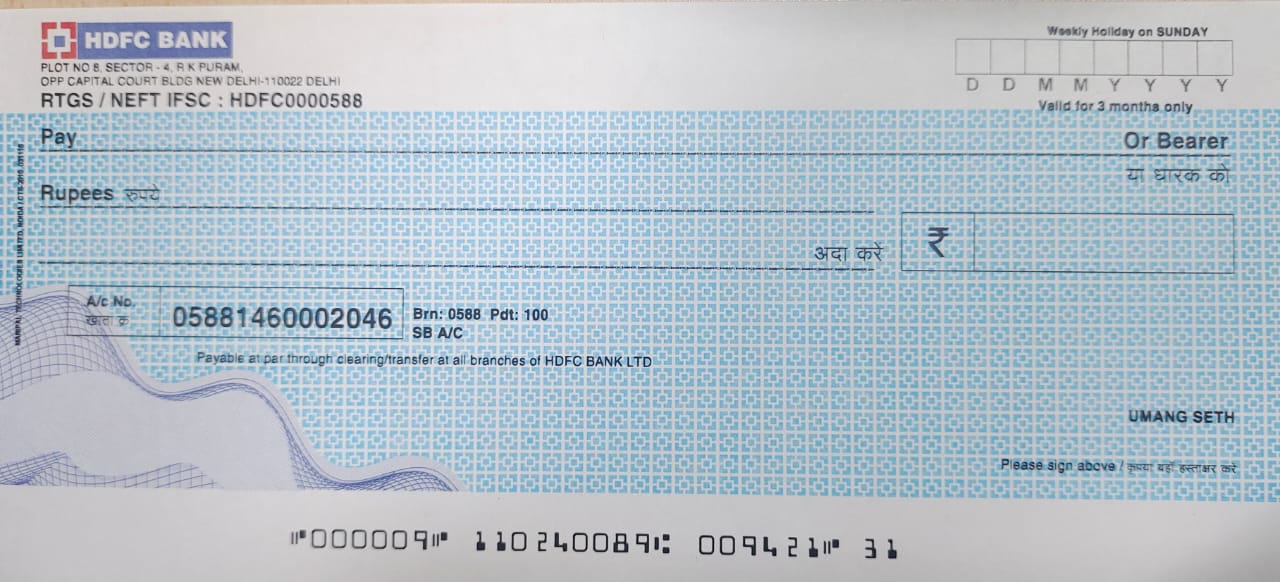 HDFC BANK
PLOT NO 8, SECTOR - 4, R K PURAM,
OPP CAPITAL COURT BLDG NEW DELHI-110022 DELHI
RTGS / NEFT IFSC : HDFC0000588
Weekly Holiday on SUNDAY
D D M M Y Y Y Y
Valid for 3 months only
Pay
Or Bearer
या धारक को
Rupees रुपये
अदा करें
₹
A/c No.
खाता क्र
05881460002046
Brn: 0588 Pdt: 100
SB A/C
Payable at par through clearing/transfer at all branches of HDFC BANK LTD
UMANG SETH
Please sign above / कृपया यहाँ हस्ताक्षर करें
⑈000009⑈ 110240089⑆ 009421⑈ 31
MANIPAL TECHNOLOGIES LIMITED,